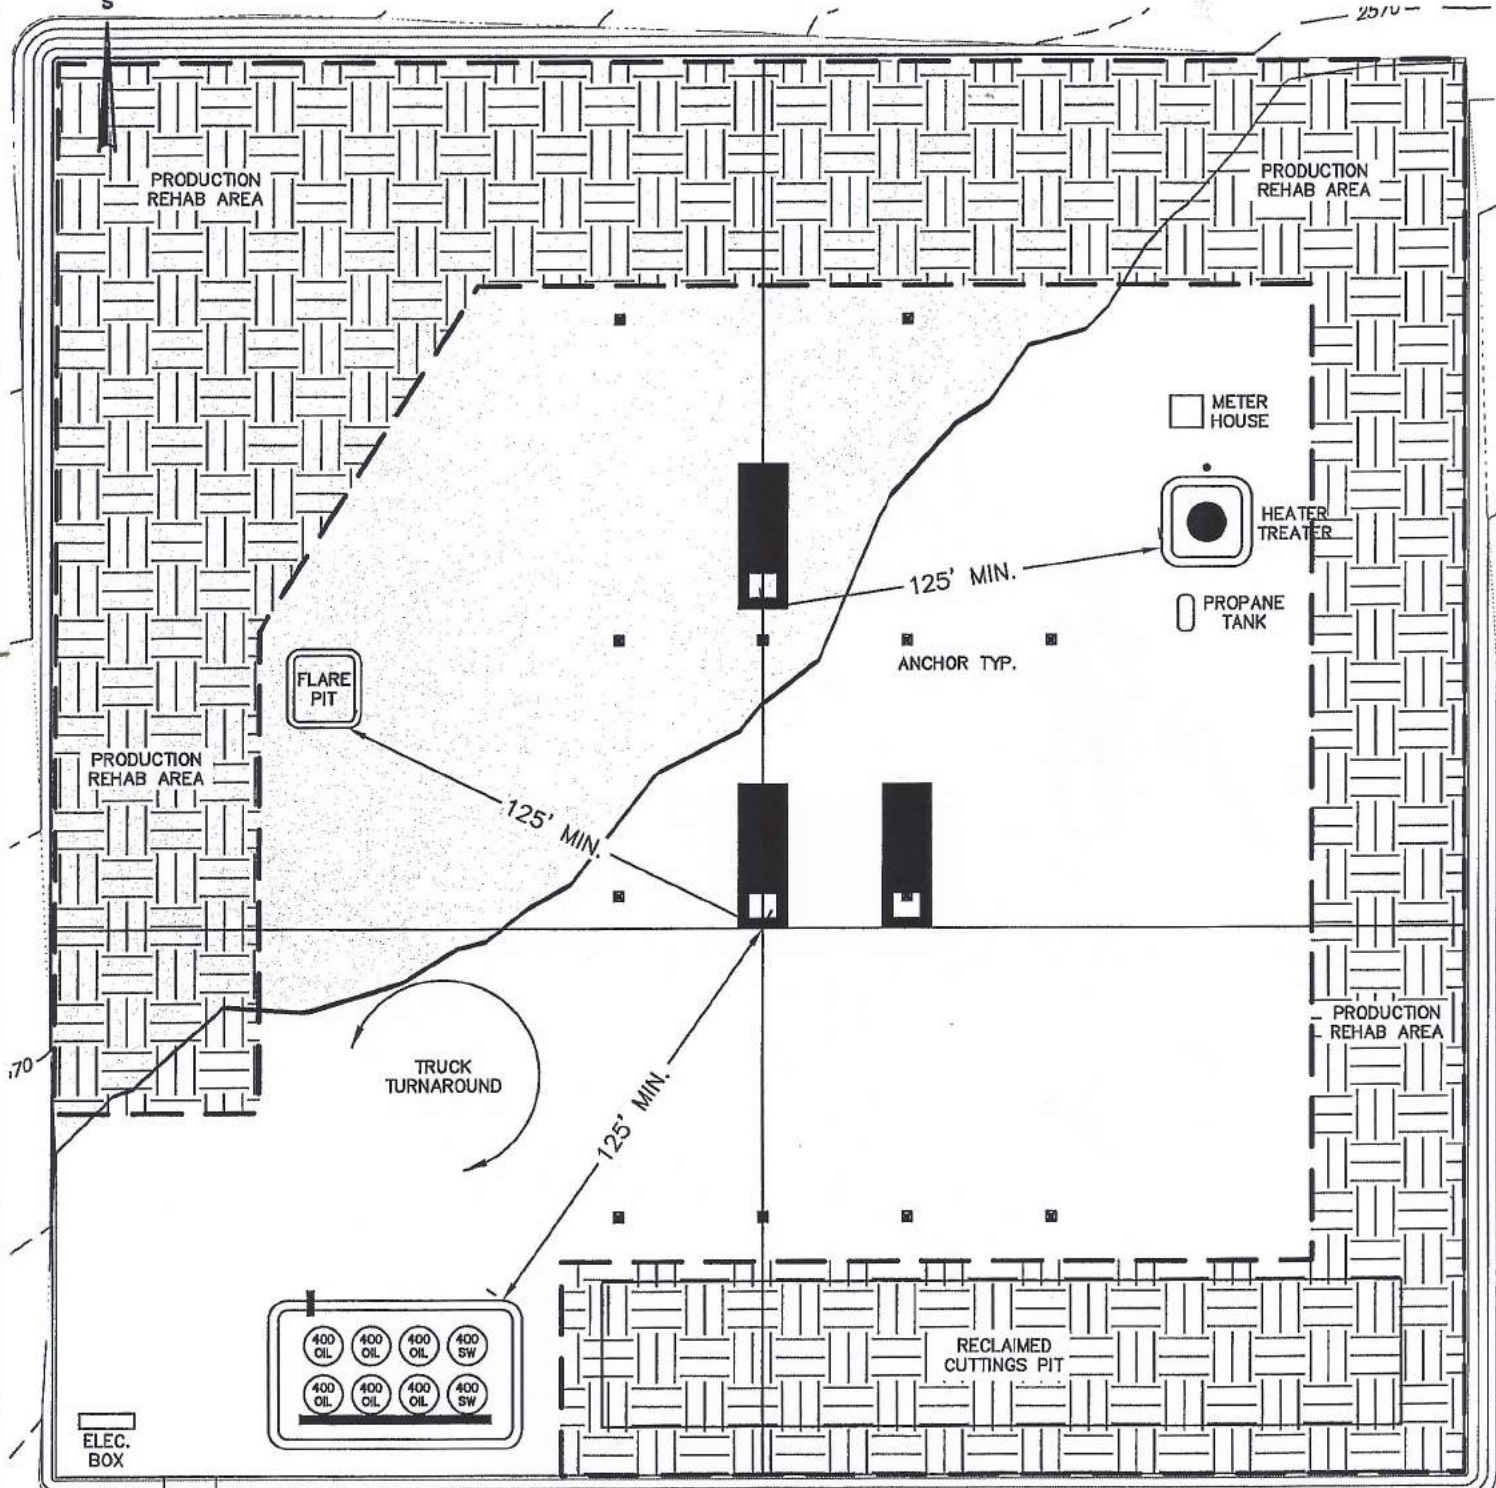 S
2570
PRODUCTION
REHAB AREA
PRODUCTION
REHAB AREA
METER
HOUSE
HEATER
TREATER
125' MIN.
PROPANE
TANK
ANCHOR TYP.
FLARE
PIT
PRODUCTION
REHAB AREA
125' MIN.
PRODUCTION
REHAB AREA
70
TRUCK
TURNAROUND
125' MIN.
400
OIL
400
OIL
400
OIL
400
SW
400
OIL
400
OIL
400
OIL
400
SW
RECLAIMED
CUTTINGS PIT
ELEC.
BOX